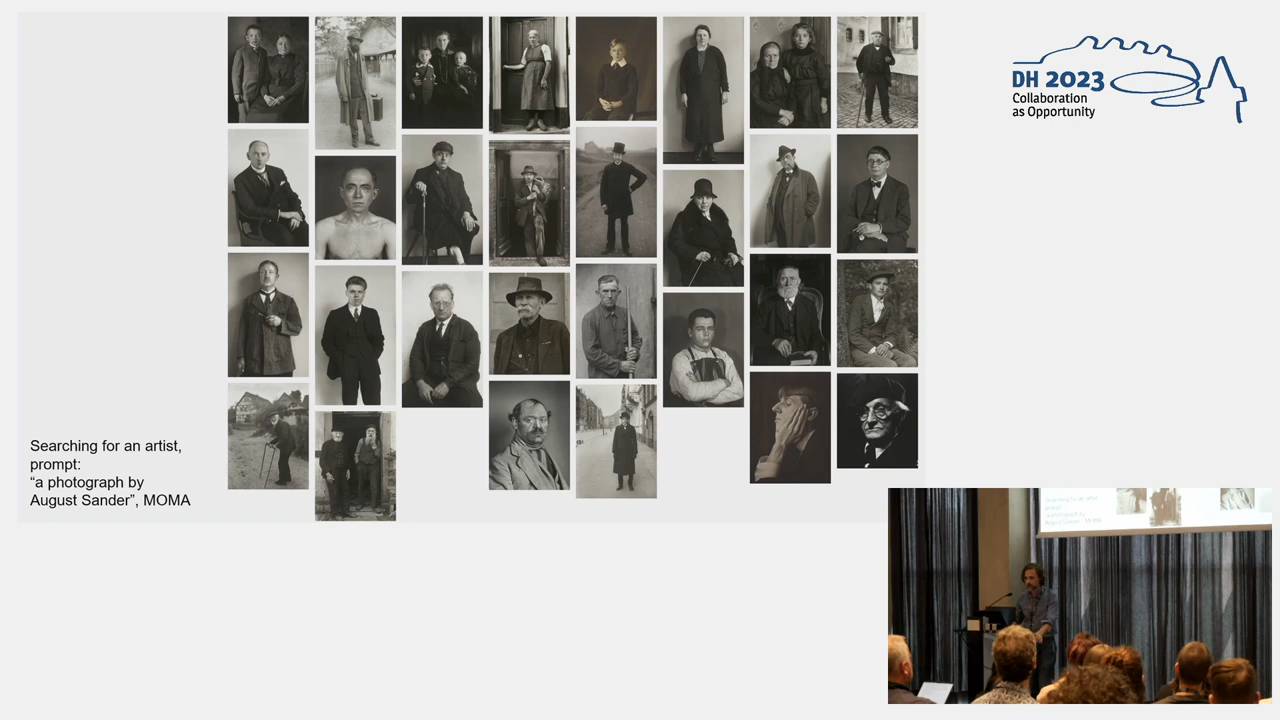 DH 2023
Collaboration
as Opportunity
Searching for an artist,
prompt:
“a photograph by
August Sander”, MOMA